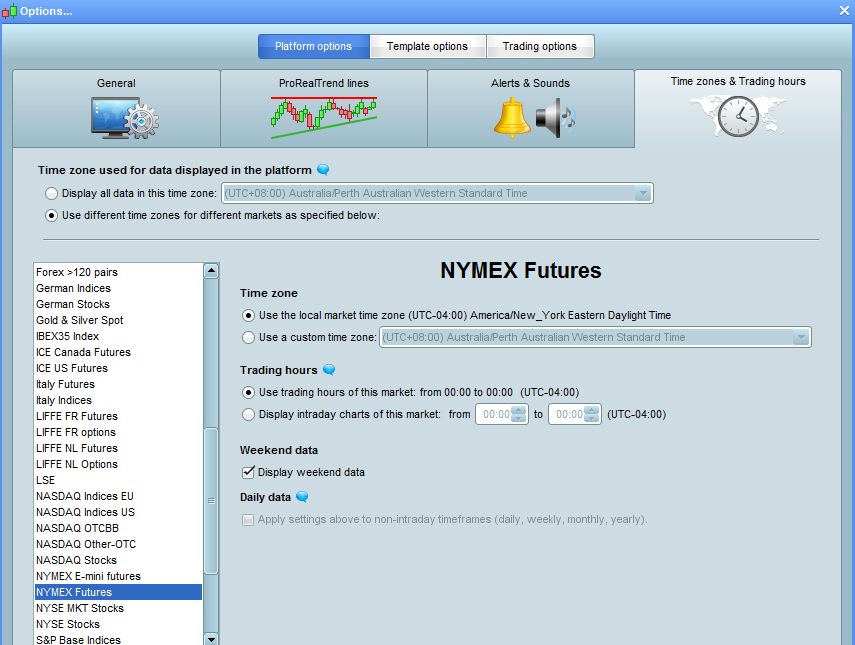 Options...
Platform options Template options Trading options
General ProRealTrend lines Alerts & Sounds Time zones & Trading hours
Time zone used for data displayed in the platform
Display all data in this time zone: (UTC+08:00) Australia/Perth Australian Western Standard Time
Use different time zones for different markets as specified below:
Forex >120 pairs
German Indices
German Stocks
Gold & Silver Spot
IBEX35 Index
ICE Canada Futures
ICE US Futures
Italy Futures
Italy Indices
LIFFE FR Futures
LIFFE FR options
LIFFE NL Futures
LIFFE NL Options
LSE
NASDAQ Indices EU
NASDAQ Indices US
NASDAQ OTCBB
NASDAQ Other-OTC
NASDAQ Stocks
NYMEX E-mini futures
NYMEX Futures
NYSE MKT Stocks
NYSE Stocks
S&P Base Indices
NYMEX Futures
Time zone
Use the local market time zone (UTC-04:00) America/New_York Eastern Daylight Time
Use a custom time zone: (UTC+08:00) Australia/Perth Australian Western Standard Time
Trading hours
Use trading hours of this market: from 00:00 to 00:00 (UTC-04:00)
Display intraday charts of this market: from 00:00 to 00:00 (UTC-04:00)
Weekend data
Display weekend data
Daily data
Apply settings above to non-intraday timeframes (daily, weekly, monthly, yearly).